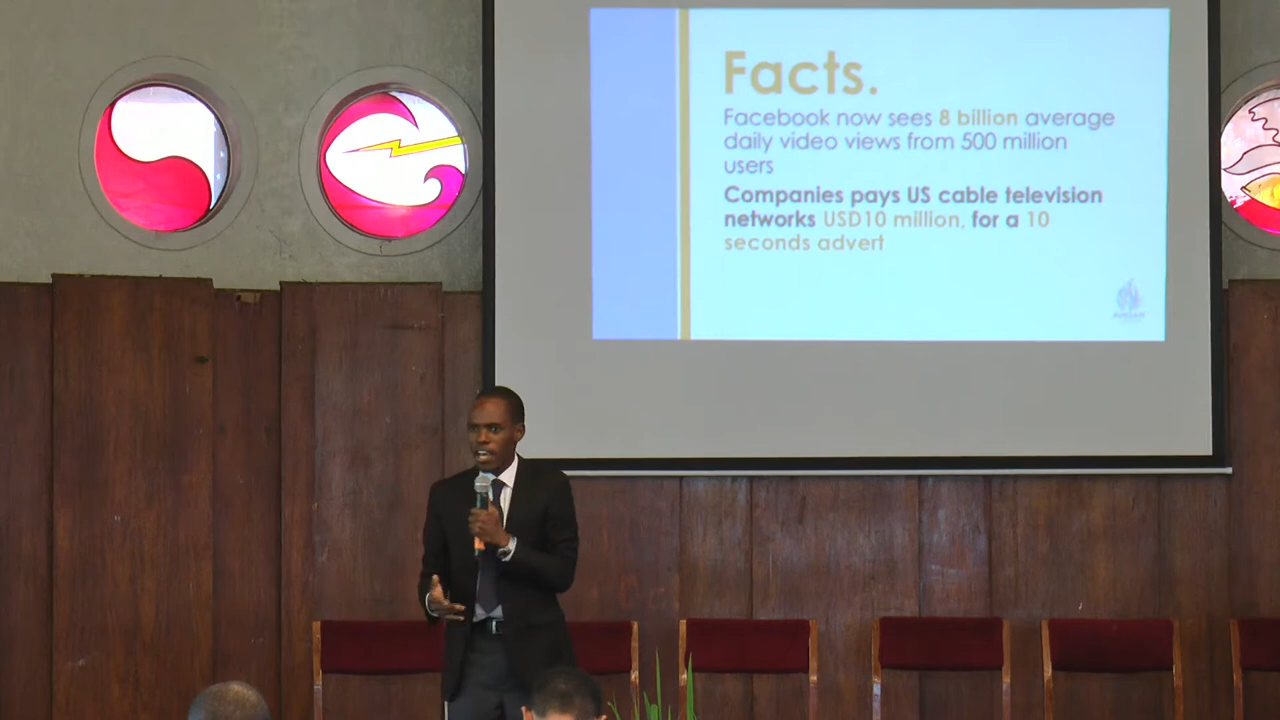 Facts.
Facebook now sees 8 billion average
daily video views from 500 million
users
Companies pays US cable television
networks USD10 million, for a 10
seconds advert